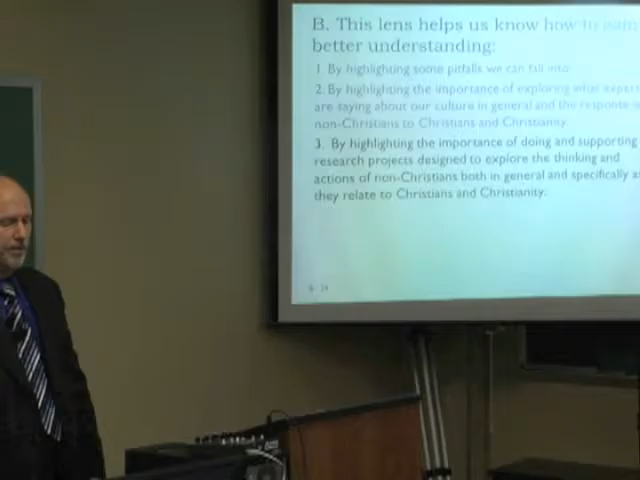 B. This lens helps us know how to
better understanding:
1. By highlighting some pitfalls we can fall into:
2. By highlighting the importance of exploring what
are saying about our culture in general and the
non-Christians to Christians and Christianity.
3. By highlighting the importance of doing and supporting
research projects designed to explore the thinking and
actions of non-Christians both in general and specifically
they relate to Christians and Christianity.